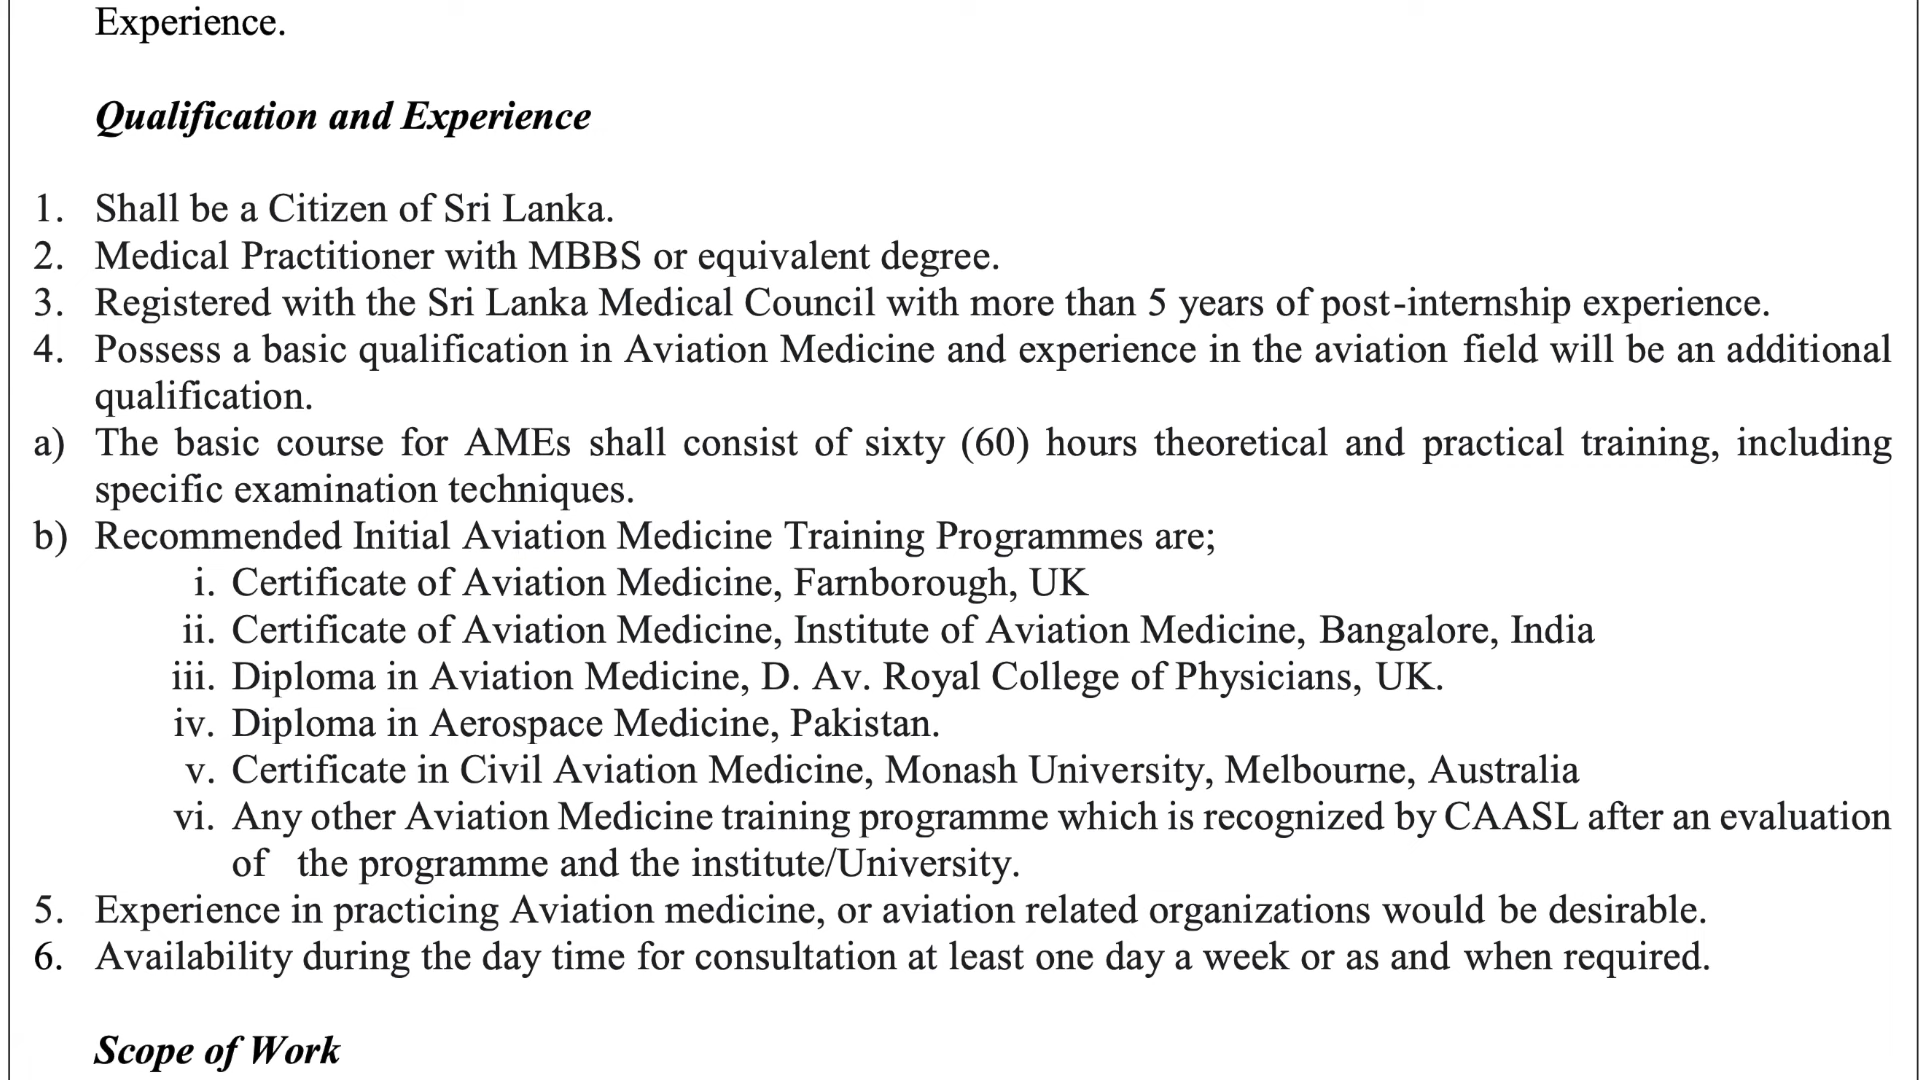 Experience.
Qualification and Experience
1. Shall be a Citizen of Sri Lanka.
2. Medical Practitioner with MBBS or equivalent degree.
3. Registered with the Sri Lanka Medical Council with more than 5 years of post-internship experience.
4. Possess a basic qualification in Aviation Medicine and experience in the aviation field will be an additional
qualification.
a) The basic course for AMEs shall consist of sixty (60) hours theoretical and practical training, including
specific examination techniques.
b) Recommended Initial Aviation Medicine Training Programmes are;
i. Certificate of Aviation Medicine, Farnborough, UK
ii. Certificate of Aviation Medicine, Institute of Aviation Medicine, Bangalore, India
iii. Diploma in Aviation Medicine, D. Av. Royal College of Physicians, UK.
iv. Diploma in Aerospace Medicine, Pakistan.
v. Certificate in Civil Aviation Medicine, Monash University, Melbourne, Australia
vi. Any other Aviation Medicine training programme which is recognized by CAASL after an evaluation
of the programme and the institute/University.
5. Experience in practicing Aviation medicine, or aviation related organizations would be desirable.
6. Availability during the day time for consultation at least one day a week or as and when required.
Scope of Work